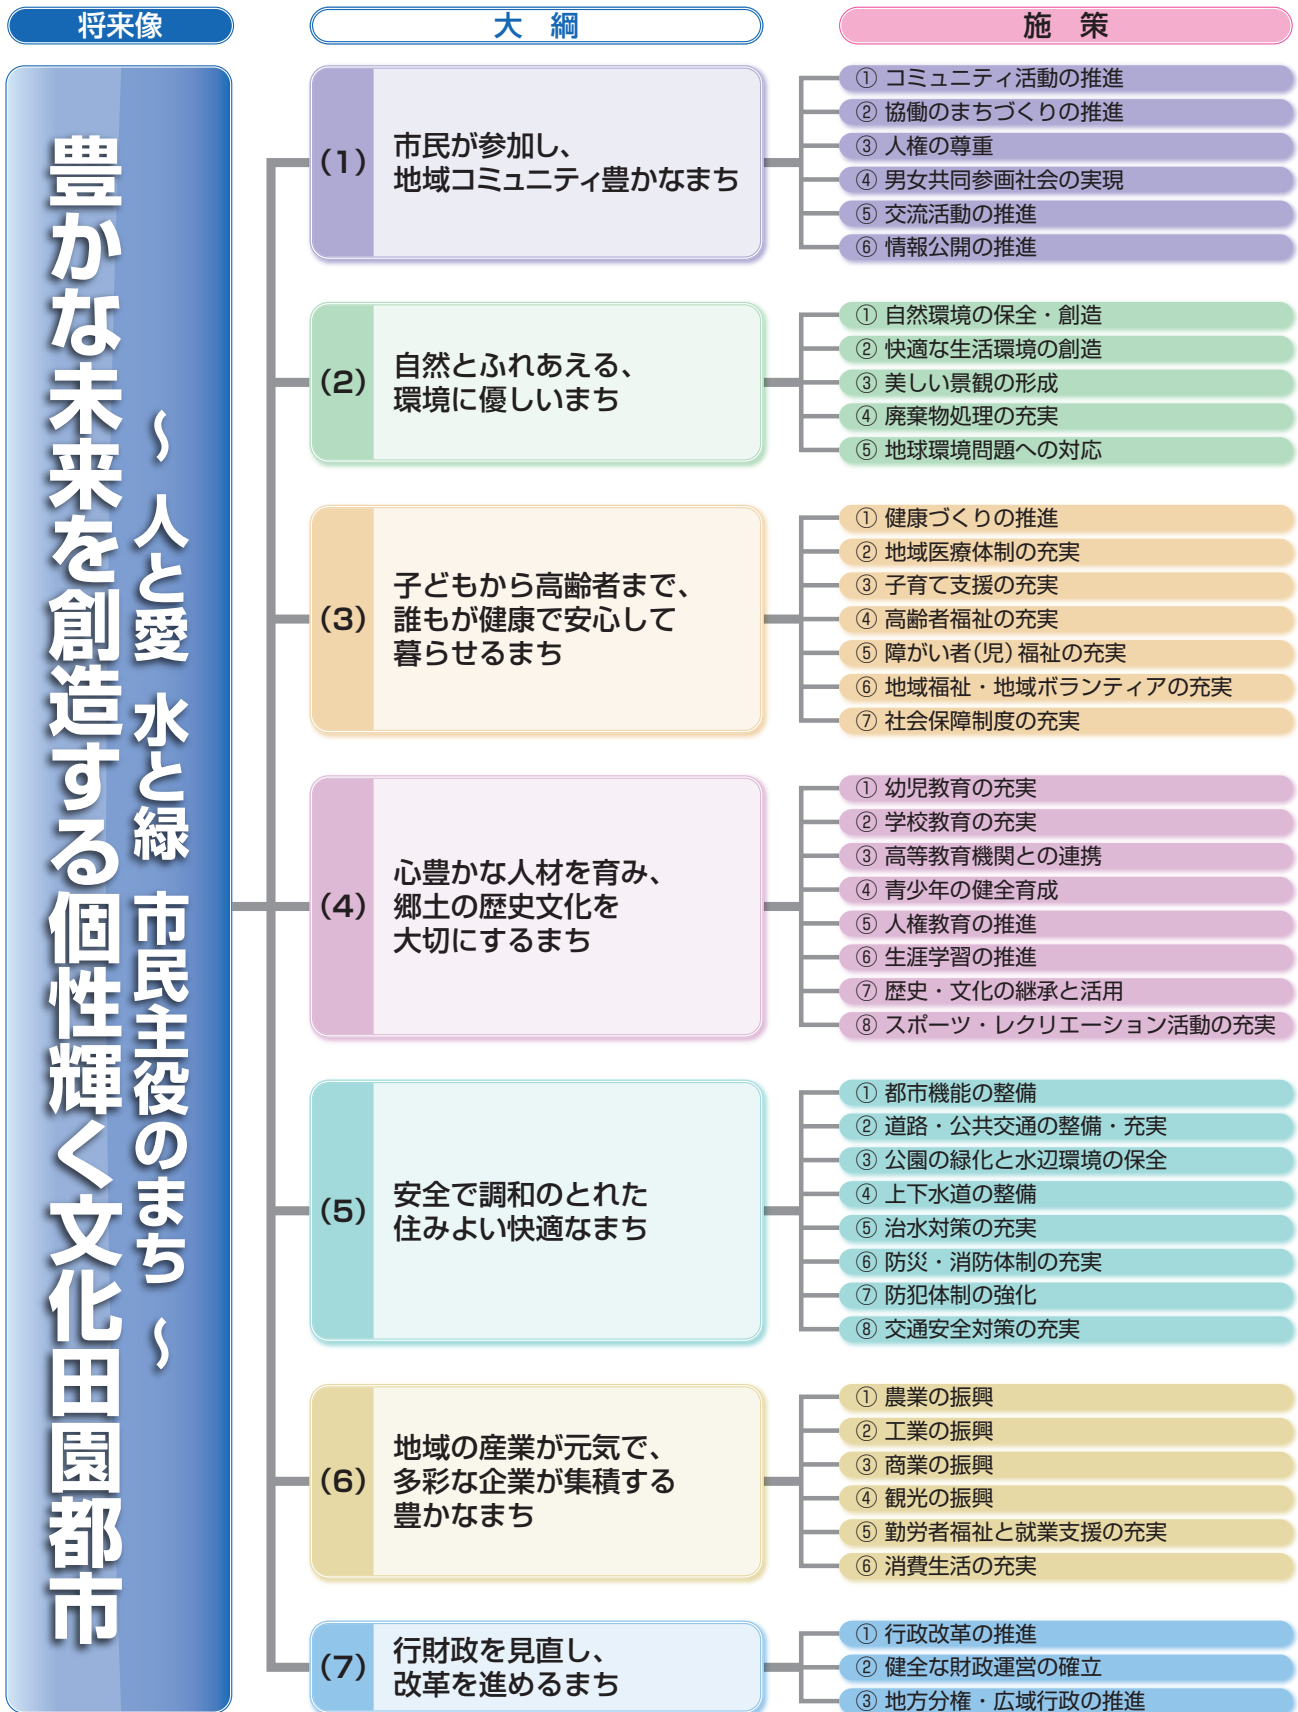 将来像
大綱
施策
豊かな未来を創造する個性輝く文化田園都市
～ 人と愛 水と緑 市民主役のまち ～
(1)
市民が参加し、
地域コミュニティ豊かなまち
① コミュニティ活動の推進
② 協働のまちづくりの推進
③ 人権の尊重
④ 男女共同参画社会の実現
⑤ 交流活動の推進
⑥ 情報公開の推進
(2)
自然とふれあえる、
環境に優しいまち
① 自然環境の保全・創造
② 快適な生活環境の創造
③ 美しい景観の形成
④ 廃棄物処理の充実
⑤ 地球環境問題への対応
(3)
子どもから高齢者まで、
誰もが健康で安心して
暮らせるまち
① 健康づくりの推進
② 地域医療体制の充実
③ 子育て支援の充実
④ 高齢者福祉の充実
⑤ 障がい者(児)福祉の充実
⑥ 地域福祉・地域ボランティアの充実
⑦ 社会保障制度の充実
(4)
心豊かな人材を育み、
郷土の歴史文化を
大切にするまち
① 幼児教育の充実
② 学校教育の充実
③ 高等教育機関との連携
④ 青少年の健全育成
⑤ 人権教育の推進
⑥ 生涯学習の推進
⑦ 歴史・文化の継承と活用
⑧ スポーツ・レクリエーション活動の充実
(5)
安全で調和のとれた
住みよい快適なまち
① 都市機能の整備
② 道路・公共交通の整備・充実
③ 公園の緑化と水辺環境の保全
④ 上下水道の整備
⑤ 治水対策の充実
⑥ 防災・消防体制の充実
⑦ 防犯体制の強化
⑧ 交通安全対策の充実
(6)
地域の産業が元気で、
多彩な企業が集積する
豊かなまち
① 農業の振興
② 工業の振興
③ 商業の振興
④ 観光の振興
⑤ 勤労者福祉と就業支援の充実
⑥ 消費生活の充実
(7)
行財政を見直し、
改革を進めるまち
① 行政改革の推進
② 健全な財政運営の確立
③ 地方分権・広域行政の推進